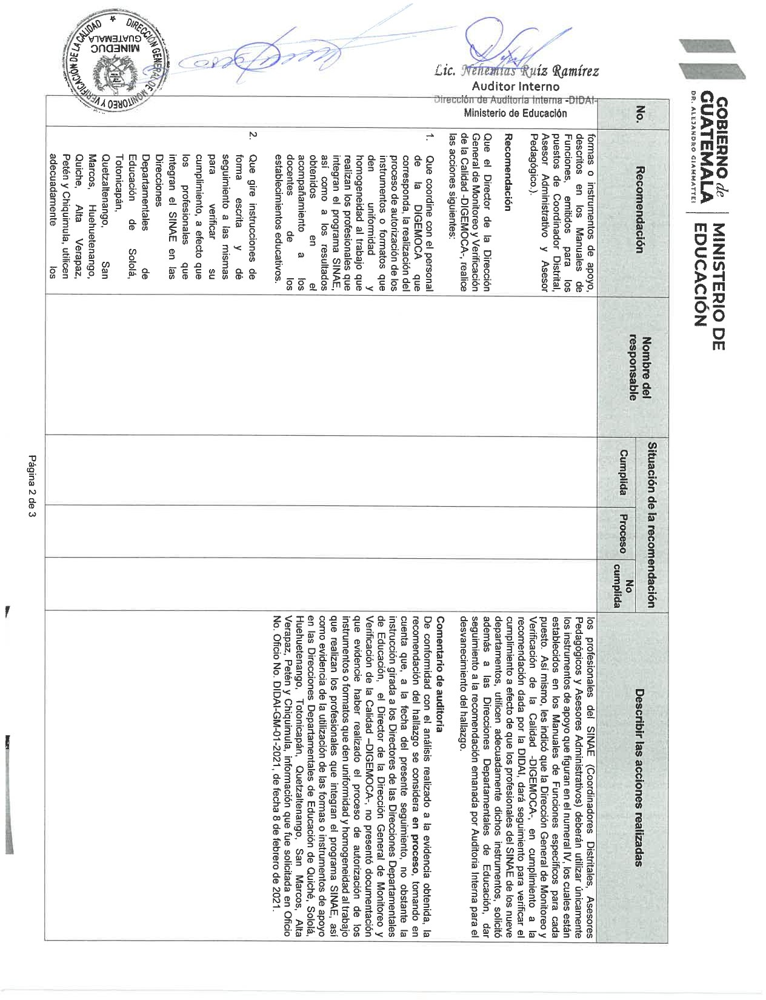 GOBIERNO de
GUATEMALA
DR. ALEJANDRO GIAMMATTEI
MINISTERIO DE
EDUCACIÓN
No.
Recomendación
Nombre del
responsable
Situación de la recomendación
Cumplida
Proceso
No
cumplida
Describir las acciones realizadas
formas o instrumentos de apoyo,
descritos en los Manuales de
Funciones, emitidos para los
puestos de Coordinador Distrital,
Asesor Administrativo y Asesor
Pedagógico.).
Recomendación
Que el Director de la Dirección
General de Monitoreo y Verificación
de la Calidad -DIGEMOCA-, realice
las acciones siguientes:
1. Que coordine con el personal
de la DIGEMOCA que
corresponda, la realización del
proceso de autorización de los
instrumentos o formatos que
den uniformidad y
homogeneidad al trabajo que
realizan los profesionales que
integran el programa SINAE,
así como a los resultados
obtenidos en el
acompañamiento a los
docentes de los
establecimientos educativos.
2. Que gire instrucciones de
forma escrita y dé
seguimiento a las mismas
para verificar su
cumplimiento, a efecto que
los profesionales que
integran el SINAE en las
Direcciones
Departamentales de
Educación de Sololá,
Totonicapán,
Quetzaltenango, San
Marcos, Huehuetenango,
Quiche, Alta Verapaz,
Petén y Chiquimula, utilicen
adecuadamente los
los profesionales del SINAE (Coordinadores Distritales, Asesores
Pedagógicos y Asesores Administrativos) deberán utilizar únicamente
los instrumentos de apoyo que figuran en el numeral IV, los cuales están
establecidos en los Manuales de Funciones específicos para cada
puesto. Así mismo, les indicó que la Dirección General de Monitoreo y
Verificación de la Calidad -DIGEMOCA-, en cumplimiento a la
recomendación dada por la DIDAI, dará seguimiento para verificar el
cumplimiento a efecto de que los profesionales del SINAE de los nueve
departamentos, utilicen adecuadamente dichos instrumentos, solicitó
además a las Direcciones Departamentales de Educación, dar
seguimiento a la recomendación emanada por Auditoria Interna para el
desvanecimiento del hallazgo.
Comentario de auditoria
De conformidad con el análisis realizado a la evidencia obtenida, la
recomendación del hallazgo se considera en proceso, tomando en
cuenta que, a la fecha del presente seguimiento, no obstante la
instrucción girada a los Directores de las Direcciones Departamentales
de Educación, el Director de la Dirección General de Monitoreo y
Verificación de la Calidad –DIGEMOCA-, no presentó documentación
que evidencie haber realizado el proceso de autorización de los
instrumentos o formatos que den uniformidad y homogeneidad al trabajo
que realizan los profesionales que integran el programa SINAE, así
como evidencia de la utilización de las formas o instrumentos de apoyo
en las Direcciones Departamentales de Educación de Quiché, Sololá,
Huehuetenango, Totonicapán, Quetzaltenango, San Marcos, Alta
Verapaz, Petén y Chiquimula, información que fue solicitada en Oficio
No. Oficio No. DIDAI-GM-01-2021, de fecha 8 de febrero de 2021.
Lic. Nehemías Ruíz Ramírez
Auditor Interno
Dirección de Auditoría Interna -DIDAI-
Ministerio de Educación
DIRECCIÓN GENERAL DE MONITOREO Y VERIFICACIÓN DE LA CALIDAD
MINEDUC
GUATEMALA
Página 2 de 3